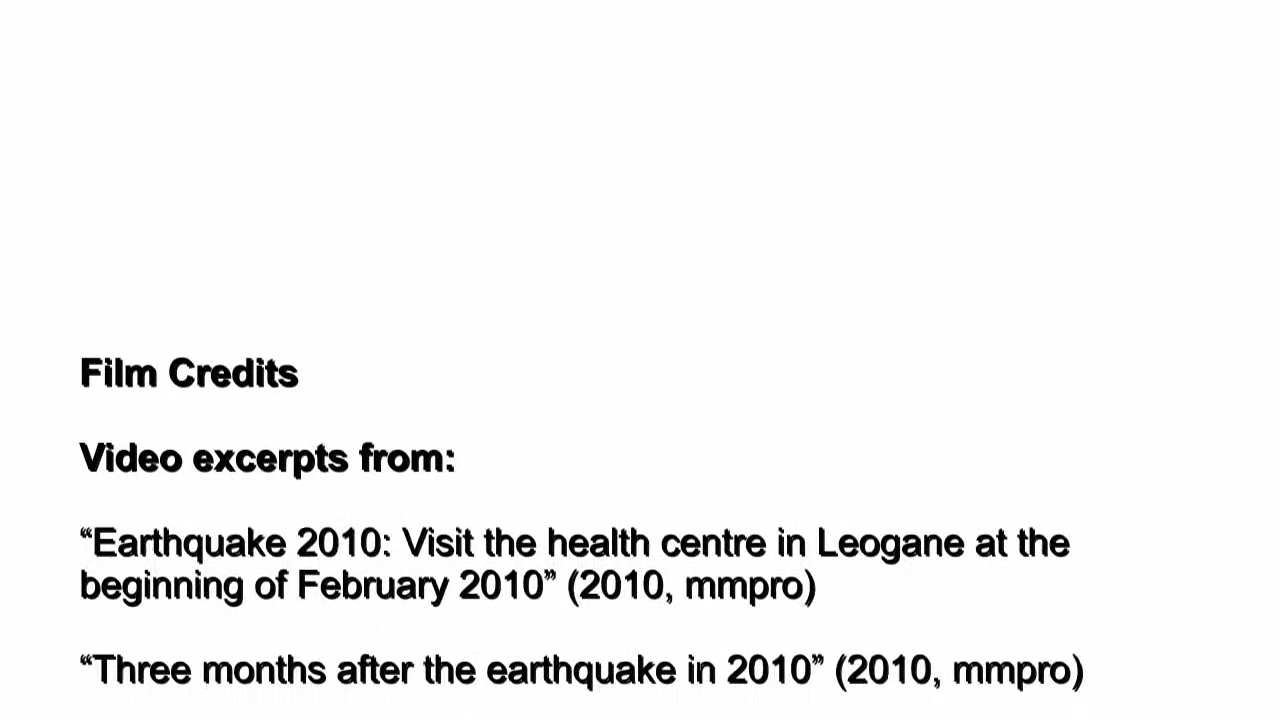 Film Credits
Video excerpts from:
“Earthquake 2010: Visit the health centre in Leogane at the
beginning of February 2010” (2010, mmpro)
“Three months after the earthquake in 2010” (2010, mmpro)